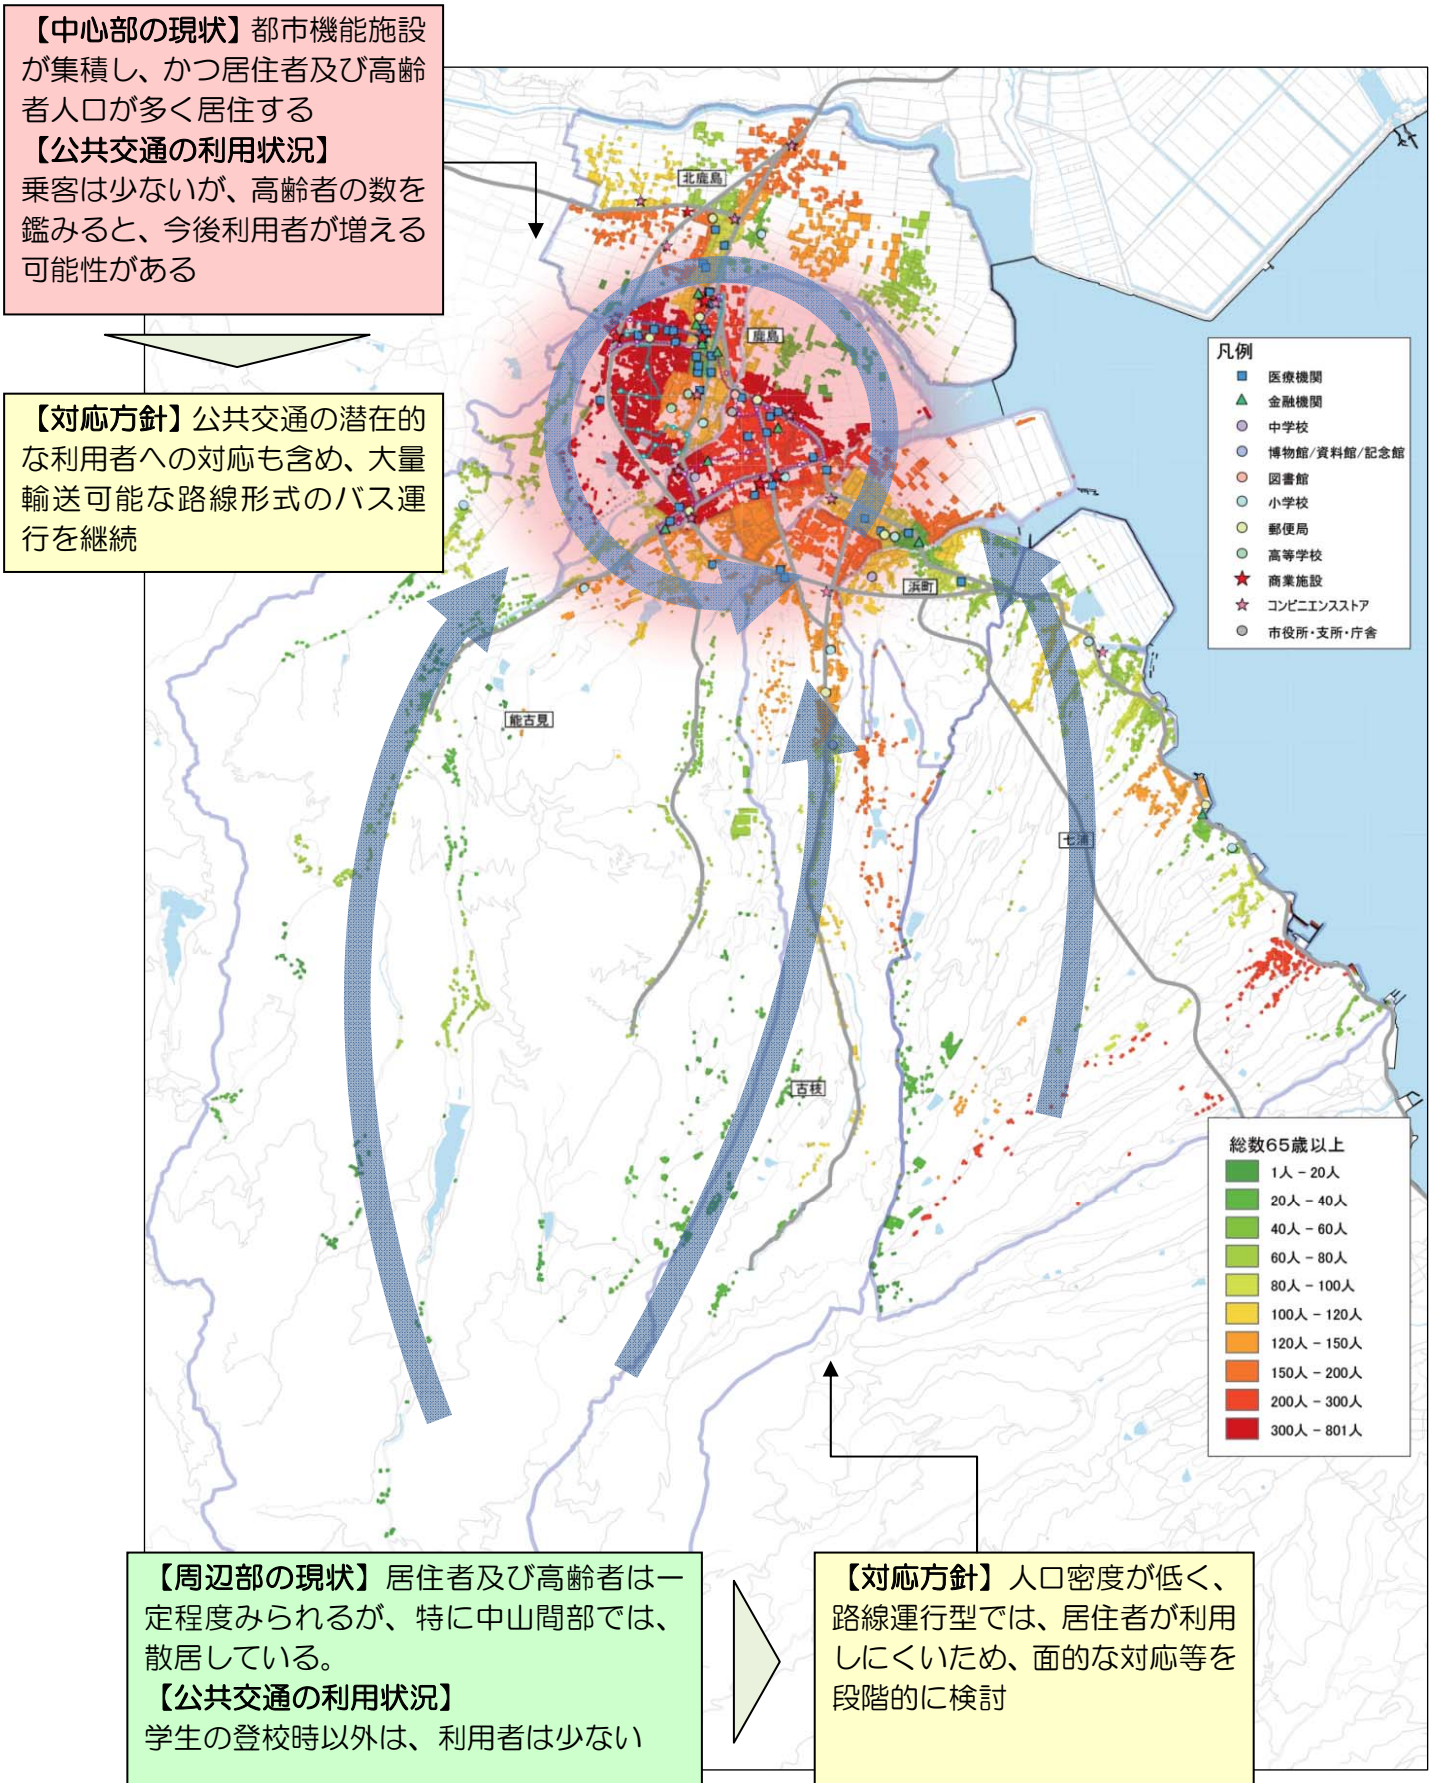 【中心部の現状】都市機能施設
が集積し、かつ居住者及び高齢
者人口が多く居住する
【公共交通の利用状況】
乗客は少ないが、高齢者の数を
鑑みると、今後利用者が増える
可能性がある
【対応方針】公共交通の潜在的
な利用者への対応も含め、大量
輸送可能な路線形式のバス運
行を継続
北鹿島
鹿島
浜町
能古見
七浦
古枝
凡例
医療機関
金融機関
中学校
博物館/資料館/記念館
図書館
小学校
郵便局
高等学校
商業施設
コンビニエンスストア
市役所・支所・庁舎
総数65歳以上
1人 - 20人
20人 - 40人
40人 - 60人
60人 - 80人
80人 - 100人
100人 - 120人
120人 - 150人
150人 - 200人
200人 - 300人
300人 - 801人
【周辺部の現状】居住者及び高齢者は一
定程度みられるが、特に中山間部では、
散居している。
【公共交通の利用状況】
学生の登校時以外は、利用者は少ない
【対応方針】人口密度が低く、
路線運行型では、居住者が利用
しにくいため、面的な対応等を
段階的に検討